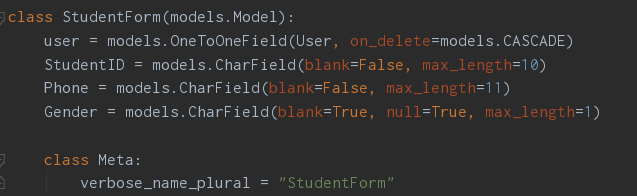 class StudentForm(models.Model):
    user = models.OneToOneField(User, on_delete=models.CASCADE)
    StudentID = models.CharField(blank=False, max_length=10)
    Phone = models.CharField(blank=False, max_length=11)
    Gender = models.CharField(blank=True, null=True, max_length=1)
    class Meta:
        verbose_name_plural = "StudentForm"